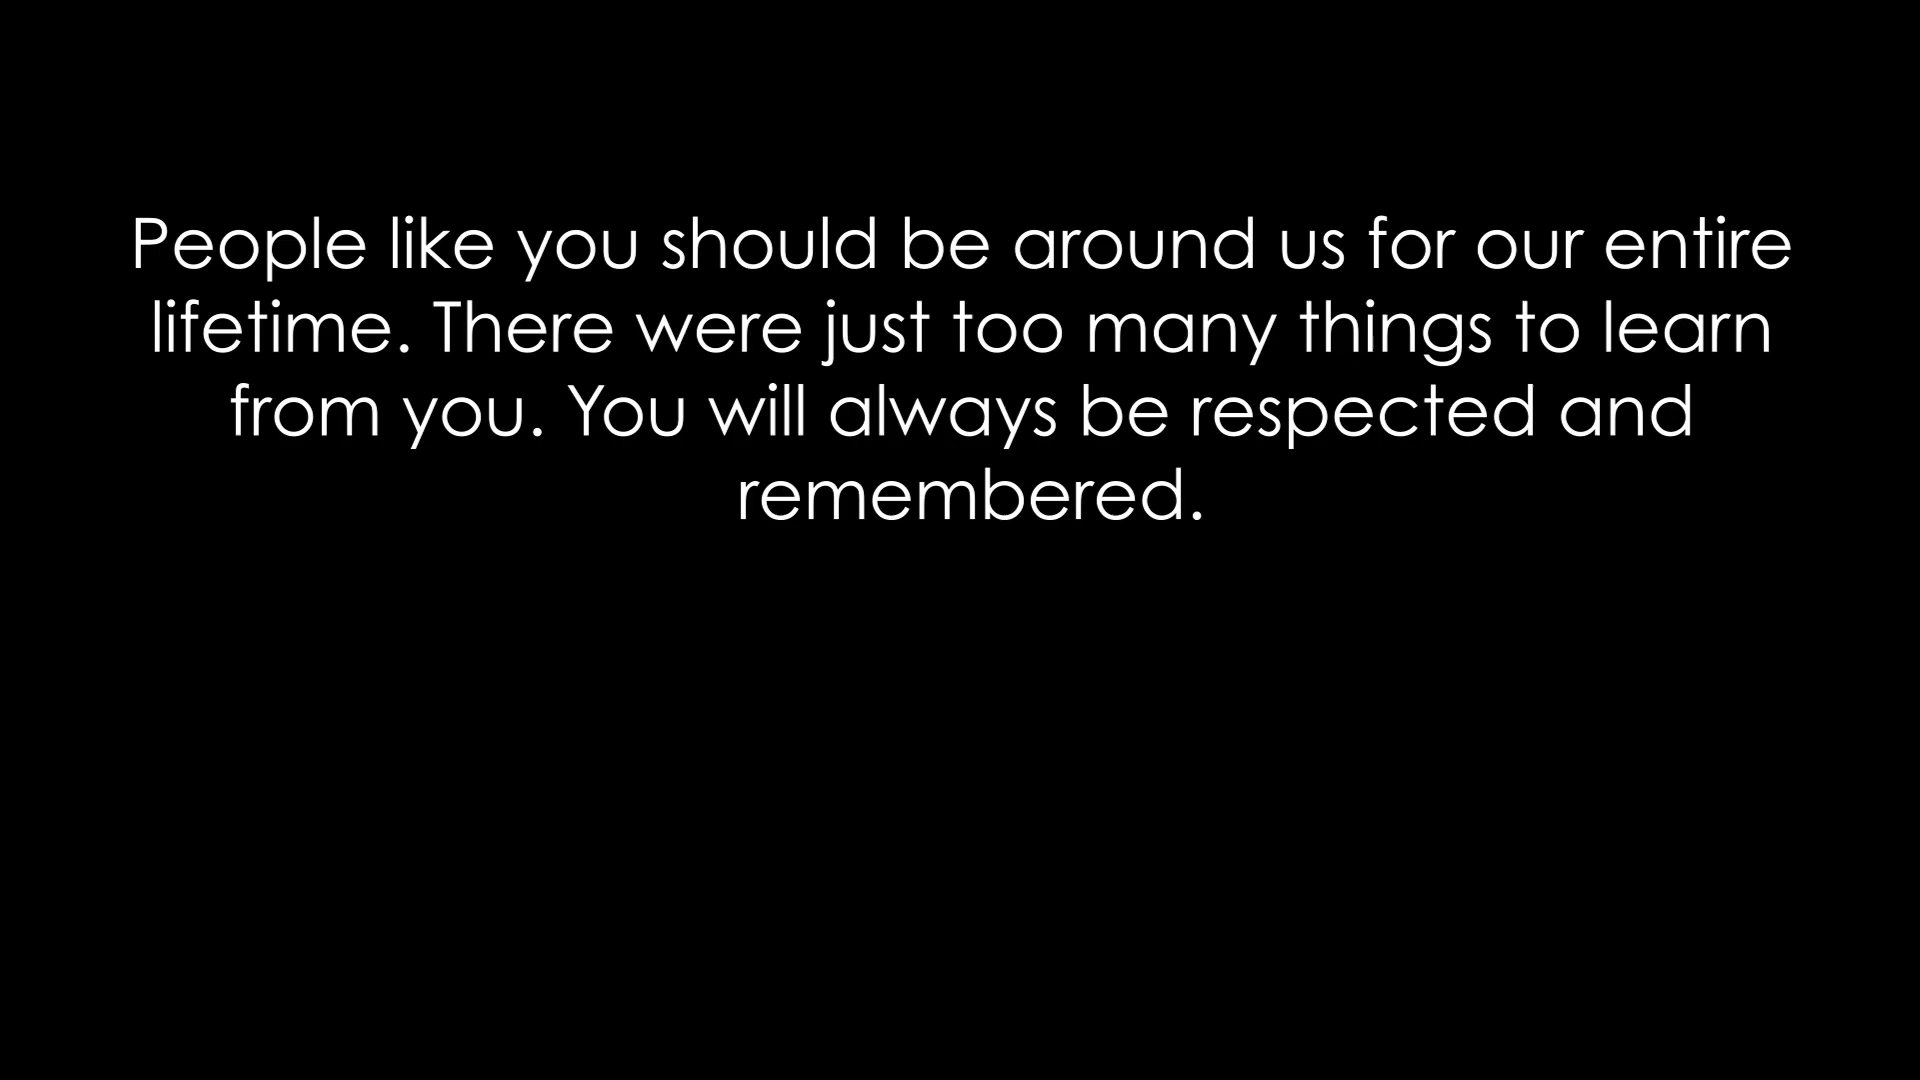 People like you should be around us for our entire
lifetime. There were just too many things to learn
from you. You will always be respected and
remembered.